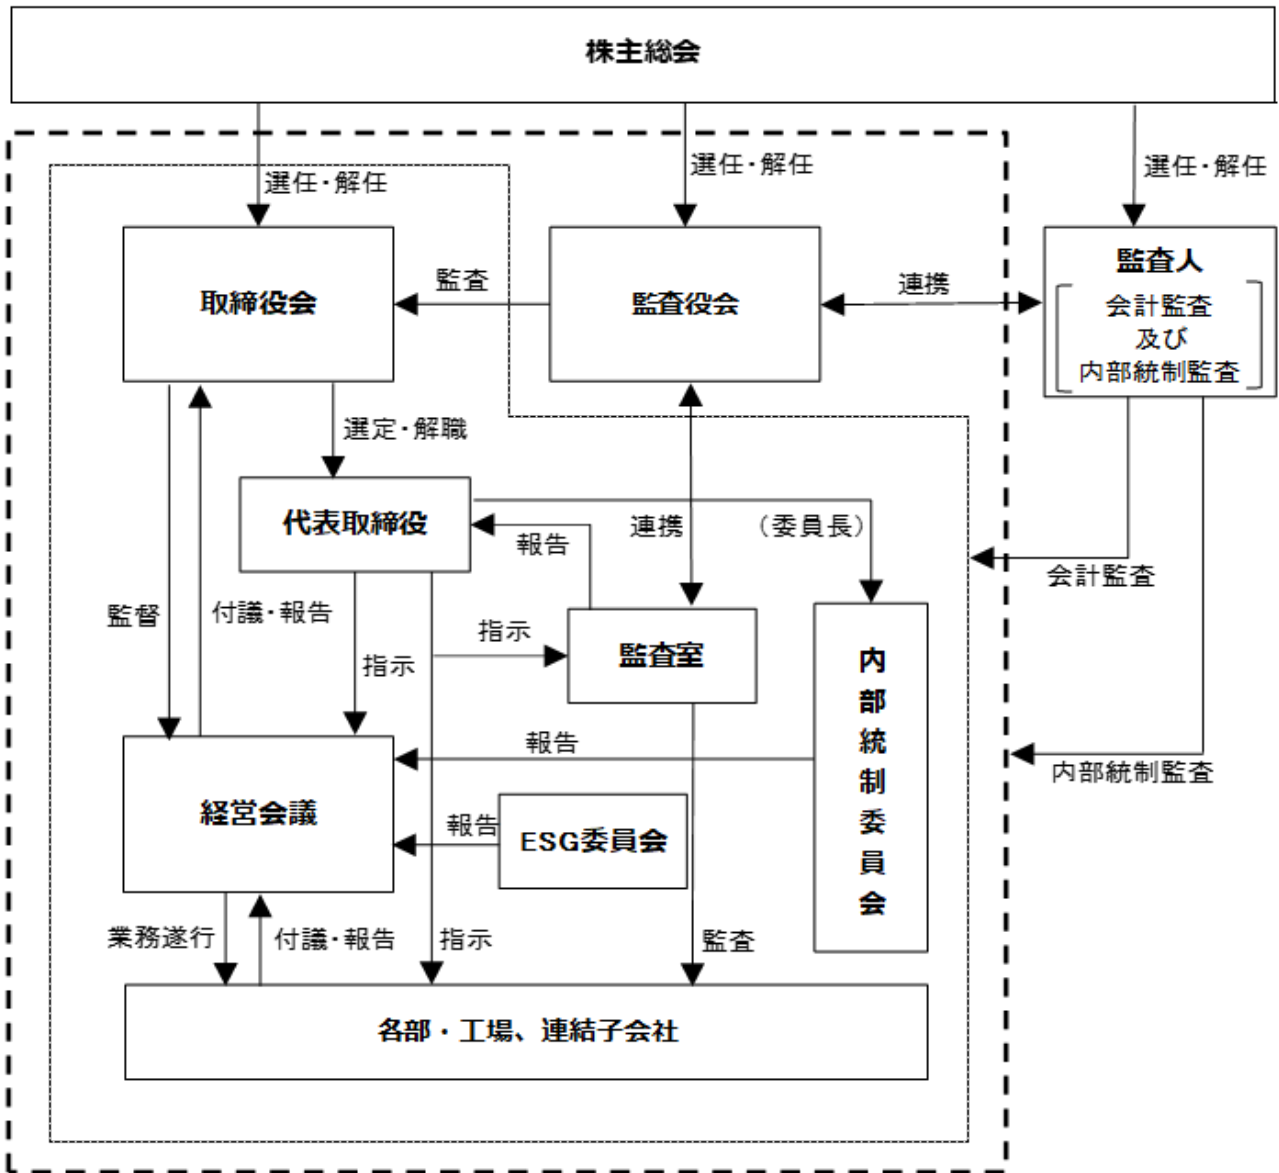 株主総会
選任・解任
選任・解任
選任・解任
取締役会
監査
監査役会
連携
監査人
会計監査
及び
内部統制監査
選定・解職
代表取締役
報告
連携
（委員長）
会計監査
監督
付議・報告
指示
指示
監査室
内部統制委員会
報告
内部統制監査
経営会議
報告
ESG委員会
業務遂行
付議・報告
指示
監査
各部・工場、連結子会社